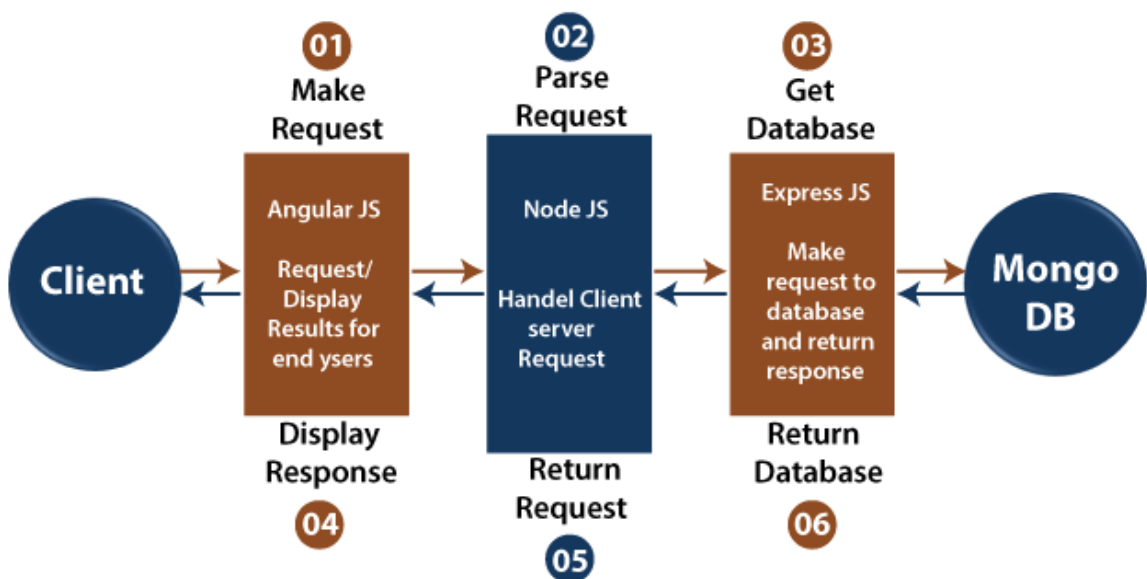 01
Make
Request
02
Parse
Request
03
Get
Database
Client
Angular JS
Request/
Display
Results for
end ysers
Node JS
Handel Client
server
Request
Express JS
Make
request to
database
and return
response
Mongo
DB
Display
Response
04
Return
Request
05
Return
Database
06